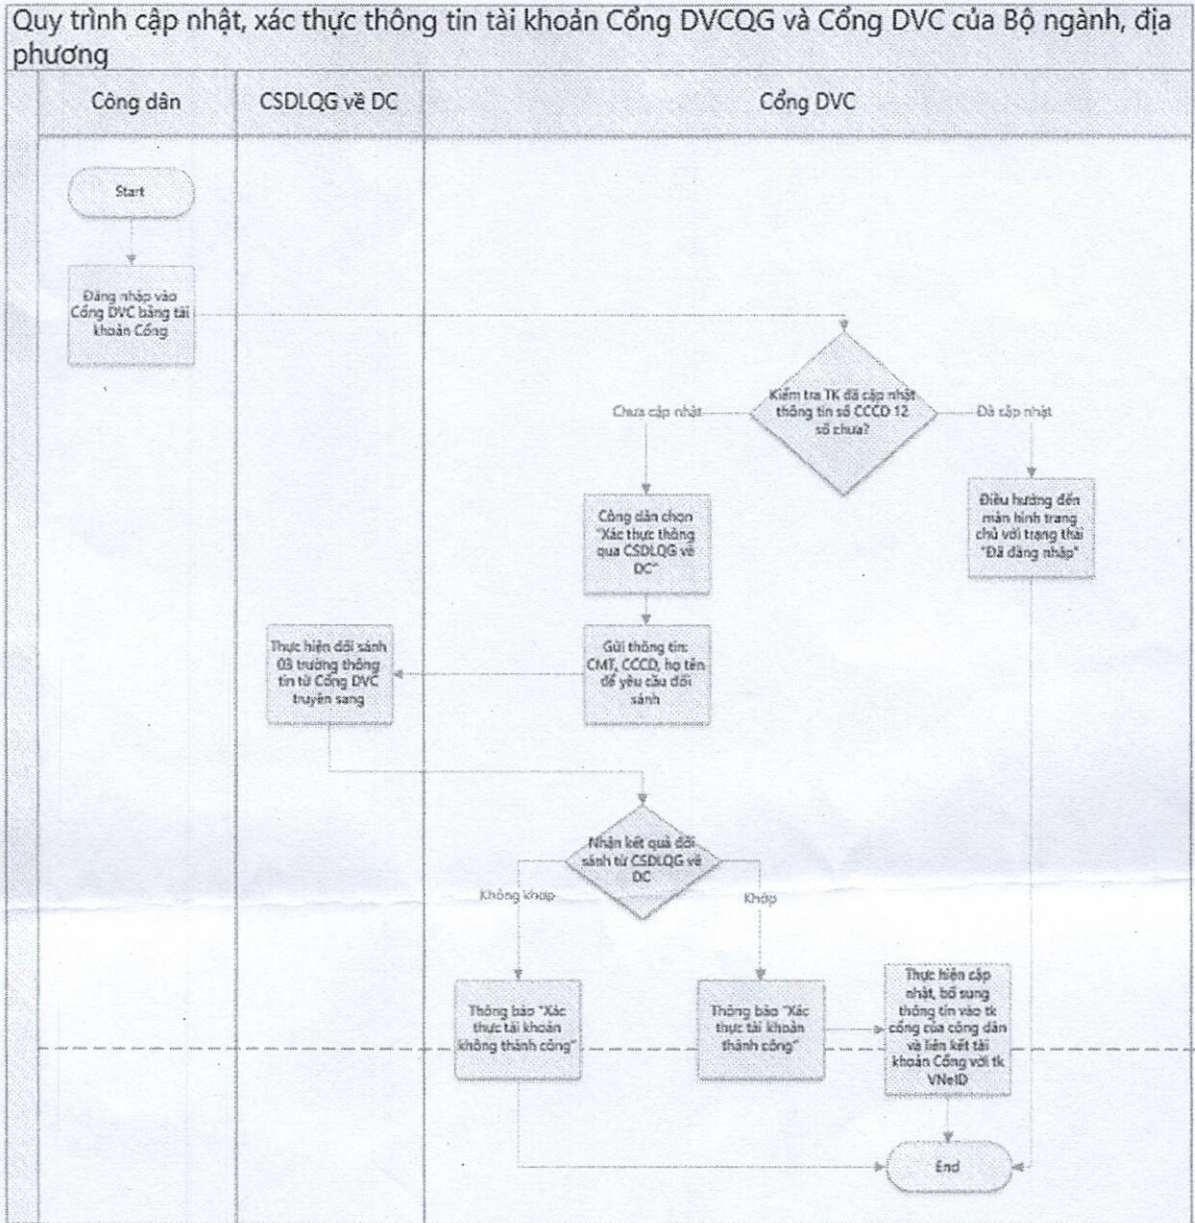 Quy trình cập nhật, xác thực thông tin tài khoản Cổng DVCQG và Cổng DVC của Bộ ngành, địa
phương
Công dân
CSDLQG về DC
Cổng DVC
Start
Đăng nhập vào
Cổng DVC bằng tài
khoản Cổng
Kiểm tra TK đã cập nhật
thông tin số CCCD 12
số chưa?
Chưa cập nhật
Đã cập nhật
Công dân chọn
"Xác thực thông
qua CSDLQG về
DC"
Điều hướng đến
màn hình trang
chủ với trạng thái
"Đã đăng nhập"
Thực hiện đối sánh
03 trường thông
tin từ Cổng DVC
truyền sang
Gửi thông tin:
CMT, CCCD, họ tên
để yêu cầu đối
sánh
Nhận kết quả đối
sánh từ CSDLQG về
DC
Không khớp
Khớp
Thông báo "Xác
thực tài khoản
không thành công"
Thông báo "Xác
thực tài khoản
thành công"
Thực hiện cập
nhật, bổ sung
thông tin vào tk
cổng của công dân
và liên kết tài
khoản Cổng với tk
VNeID
End